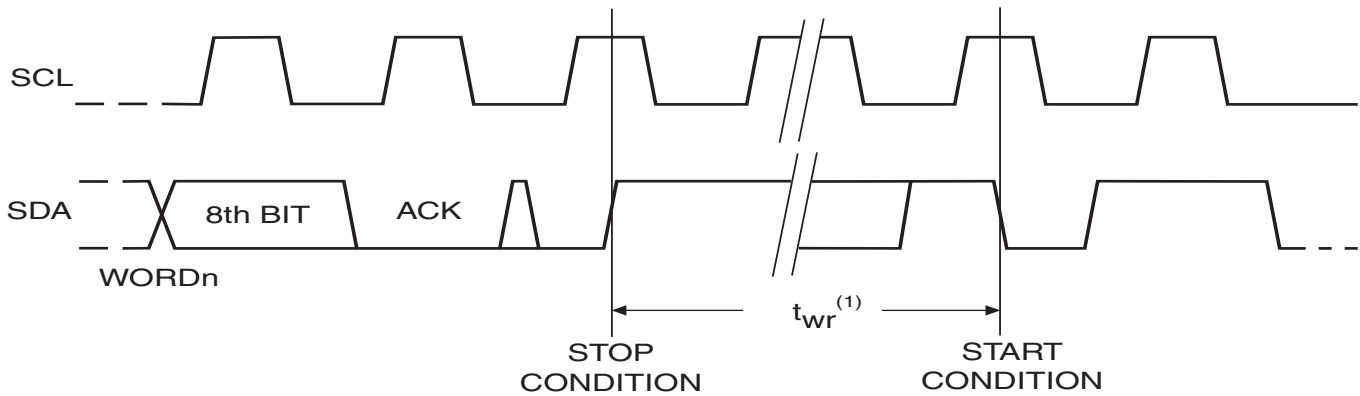 SCL
SDA
8th BIT
ACK
WORDn
twr(1)
STOP
CONDITION
START
CONDITION